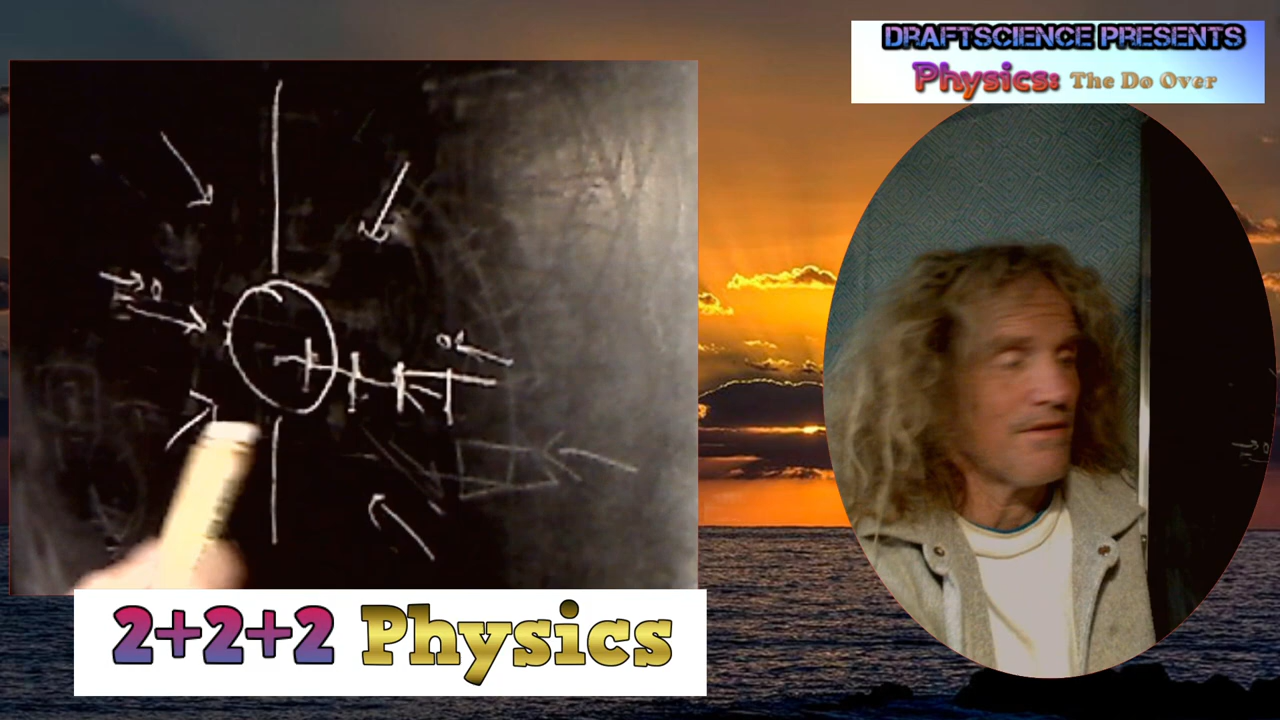 DRAFTSCIENCE PRESENTS
Physics: The Do Over
2+2+2 Physics